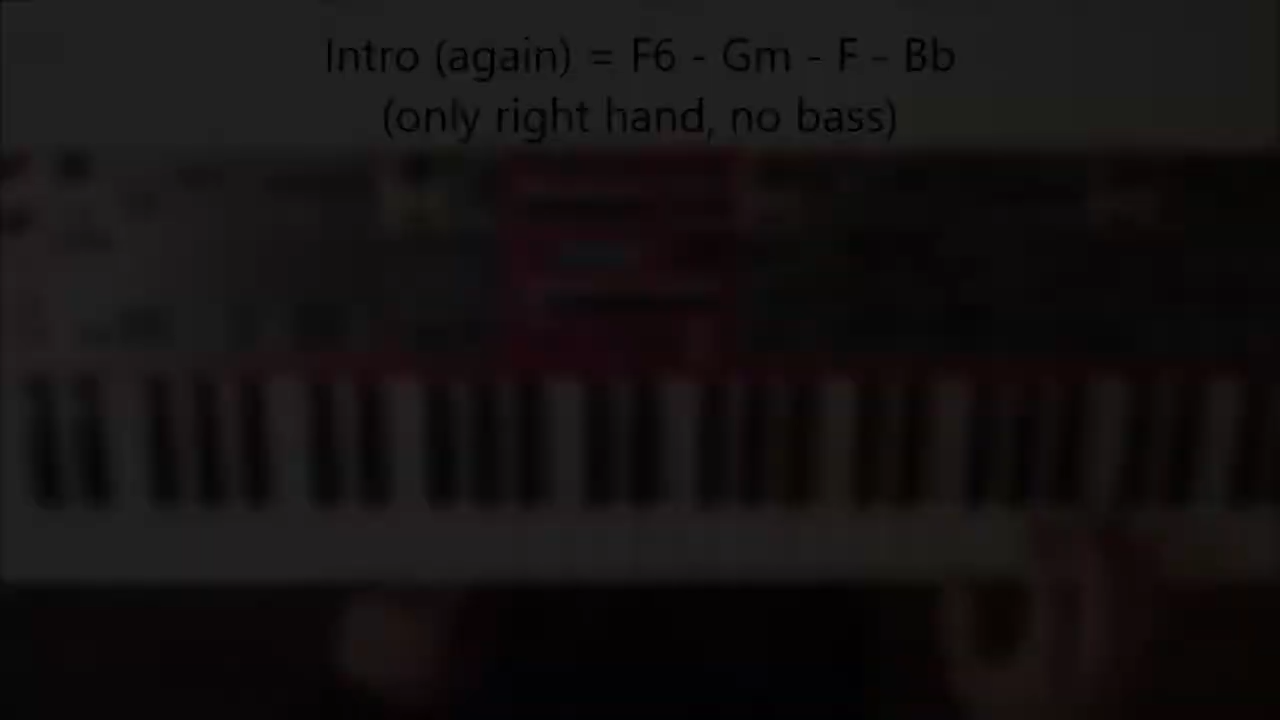 Intro (again) = F6 - Gm - F - Bb
(only right hand, no bass)